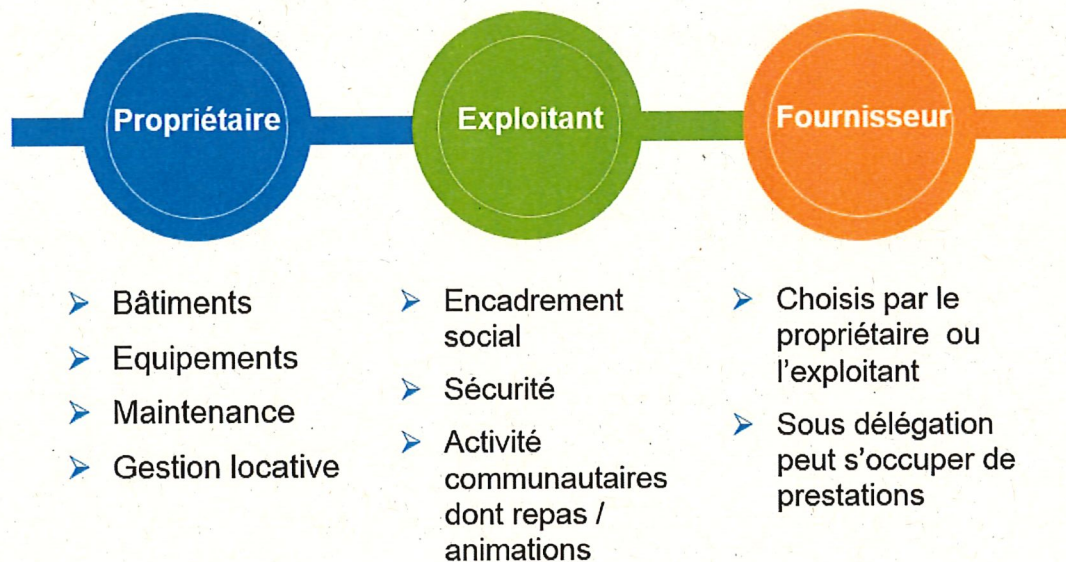 Propriétaire
Exploitant
Fournisseur
➢ Bâtiments
➢ Equipements
➢ Maintenance
➢ Gestion locative
➢ Encadrement
social
➢ Sécurité
➢ Activité
communautaires
dont repas /
animations
➢ Choisis par le
propriétaire ou
l'exploitant
➢ Sous délégation
peut s'occuper de
prestations